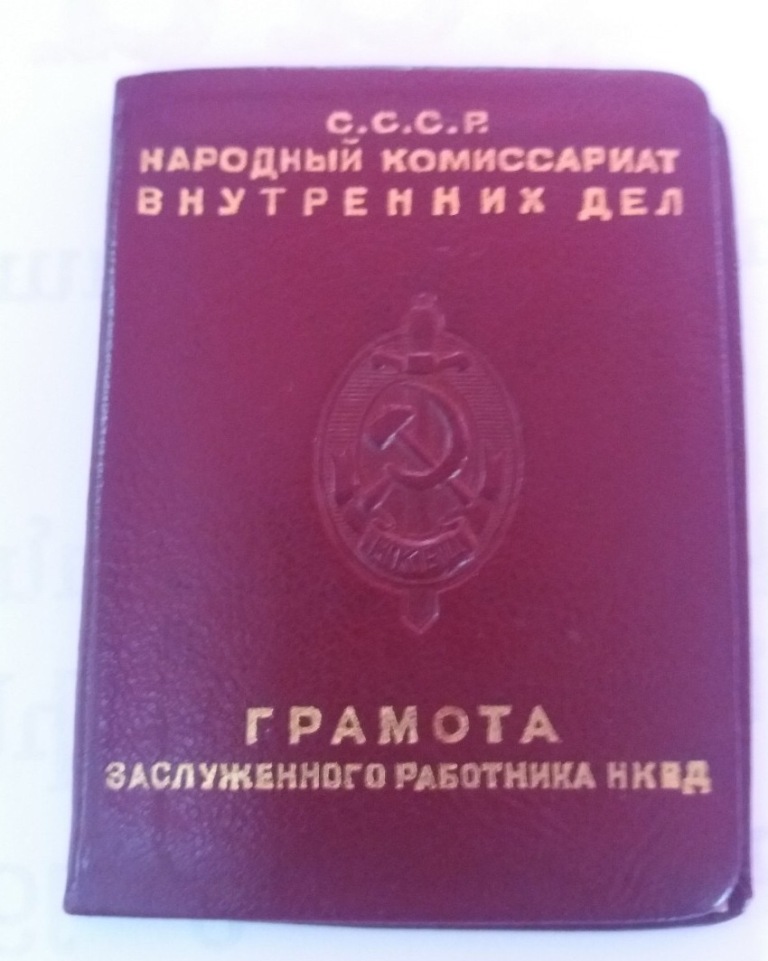 С.С.С.Р.
НАРОДНЫЙ КОМИССАРИАТ
ВНУТРЕННИХ ДЕЛ
НКВД
ГРАМОТА
ЗАСЛУЖЕННОГО РАБОТНИКА НКВД